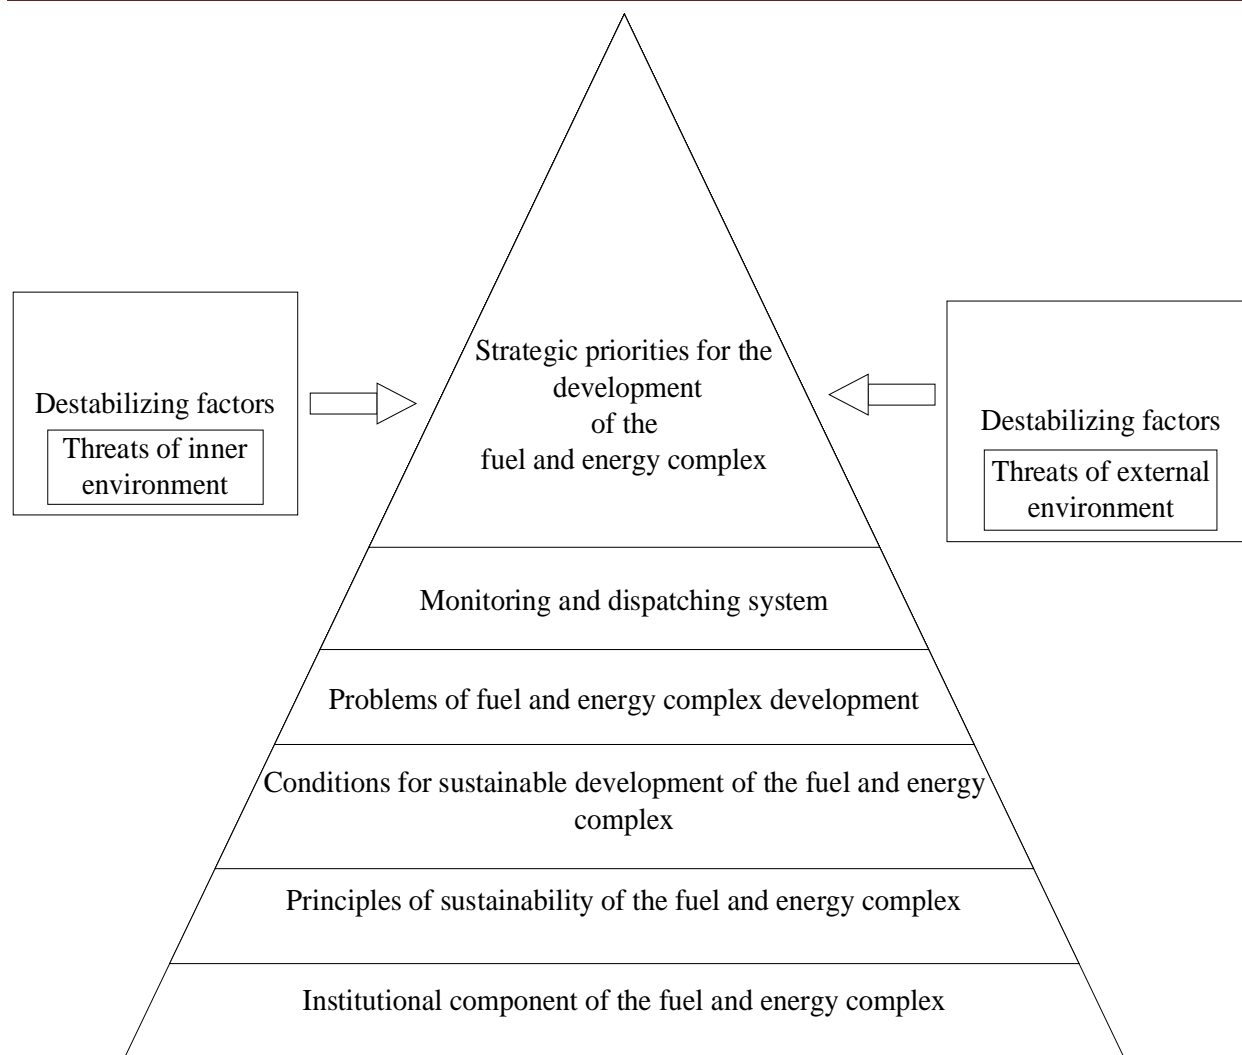 Strategic priorities for the
development
of the
fuel and energy complex
Destabilizing factors
Threats of inner
environment
Destabilizing factors
Threats of external
environment
Monitoring and dispatching system
Problems of fuel and energy complex development
Conditions for sustainable development of the fuel and energy
complex
Principles of sustainability of the fuel and energy complex
Institutional component of the fuel and energy complex